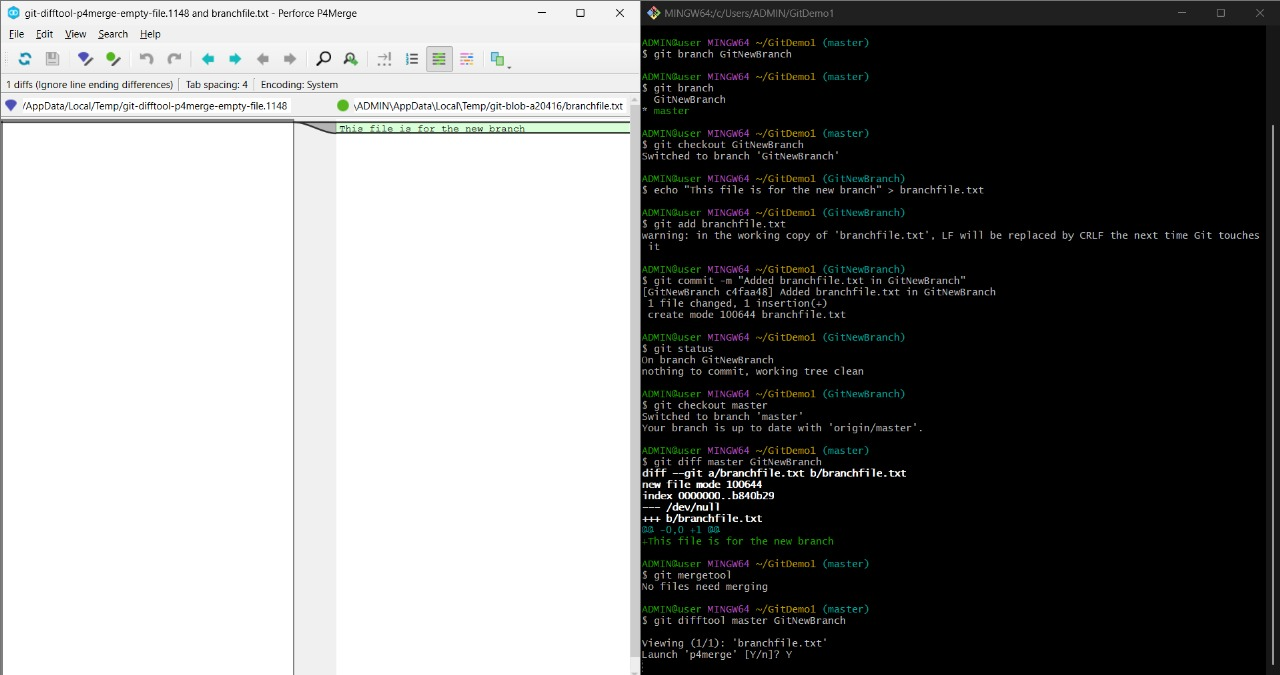 git-difftool-p4merge-empty-file.1148 and branchfile.txt - Perforce P4Merge
File Edit View Search Help
1 diffs (Ignore line ending differences) Tab spacing: 4 Encoding: System
/AppData/Local/Temp/git-difftool-p4merge-empty-file.1148
\ADMIN\AppData\Local\Temp/git-blob-a20416/branchfile.txt
This file is for the new branch
MINGW64:/c/Users/ADMIN/GitDemo1
ADMIN@user MINGW64 ~/GitDemo1 (master)
$ git branch GitNewBranch
ADMIN@user MINGW64 ~/GitDemo1 (master)
$ git branch
GitNewBranch
* master
ADMIN@user MINGW64 ~/GitDemo1 (master)
$ git checkout GitNewBranch
Switched to branch 'GitNewBranch'
ADMIN@user MINGW64 ~/GitDemo1 (GitNewBranch)
$ echo "This file is for the new branch" > branchfile.txt
ADMIN@user MINGW64 ~/GitDemo1 (GitNewBranch)
$ git add branchfile.txt
warning: in the working copy of 'branchfile.txt', LF will be replaced by CRLF the next time Git touches
it
ADMIN@user MINGW64 ~/GitDemo1 (GitNewBranch)
$ git commit -m "Added branchfile.txt in GitNewBranch"
[GitNewBranch c4faa48] Added branchfile.txt in GitNewBranch
1 file changed, 1 insertion(+)
create mode 100644 branchfile.txt
ADMIN@user MINGW64 ~/GitDemo1 (GitNewBranch)
$ git status
On branch GitNewBranch
nothing to commit, working tree clean
ADMIN@user MINGW64 ~/GitDemo1 (GitNewBranch)
$ git checkout master
Switched to branch 'master'
Your branch is up to date with 'origin/master'.
ADMIN@user MINGW64 ~/GitDemo1 (master)
$ git diff master GitNewBranch
diff --git a/branchfile.txt b/branchfile.txt
new file mode 100644
index 0000000..b840b29
--- /dev/null
+++ b/branchfile.txt
@@ -0,0 +1 @@
+This file is for the new branch
ADMIN@user MINGW64 ~/GitDemo1 (master)
$ git mergetool
No files need merging
ADMIN@user MINGW64 ~/GitDemo1 (master)
$ git difftool master GitNewBranch
Viewing (1/1): 'branchfile.txt'
Launch 'p4merge' [Y/n]? Y